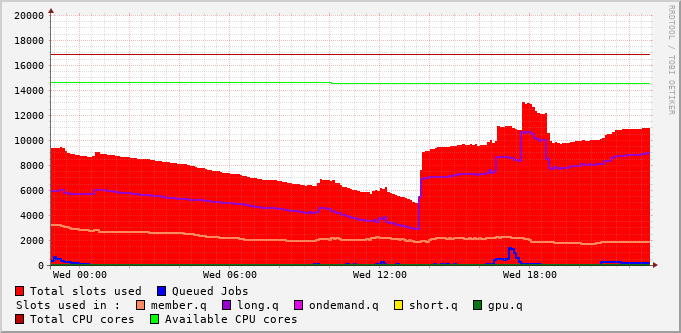 20000
18000
16000
14000
12000
10000
8000
6000
4000
2000
0
Wed 00:00 Wed 06:00 Wed 12:00 Wed 18:00
RRDTOOL / TOBI OETIKER
Total slots used Queued Jobs
Slots used in : member.q long.q ondemand.q short.q gpu.q
Total CPU cores Available CPU cores